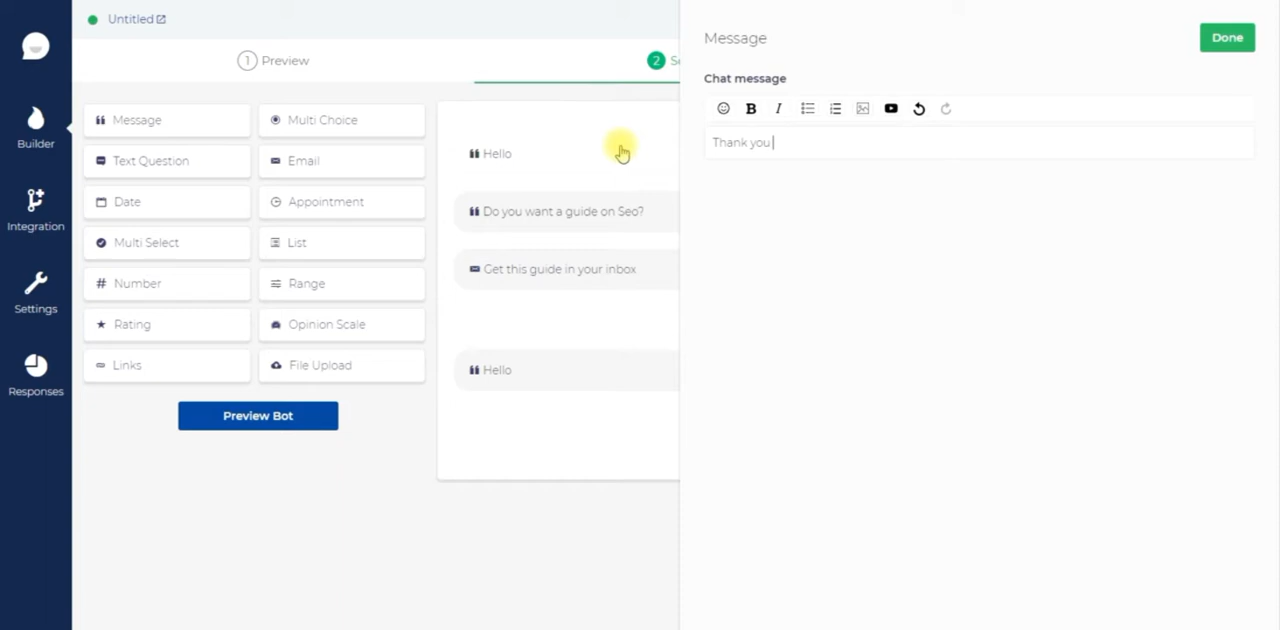 Untitled
Message
Done
1 Preview
2 Se
Chat message
Message
Multi Choice
Thank you
Hello
Text Question
Email
Builder
Do you want a guide on Seo?
Date
Appointment
Integration
Multi Select
List
Get this guide in your inbox
Number
Range
Settings
Rating
Opinion Scale
Links
File Upload
Hello
Responses
Preview Bot